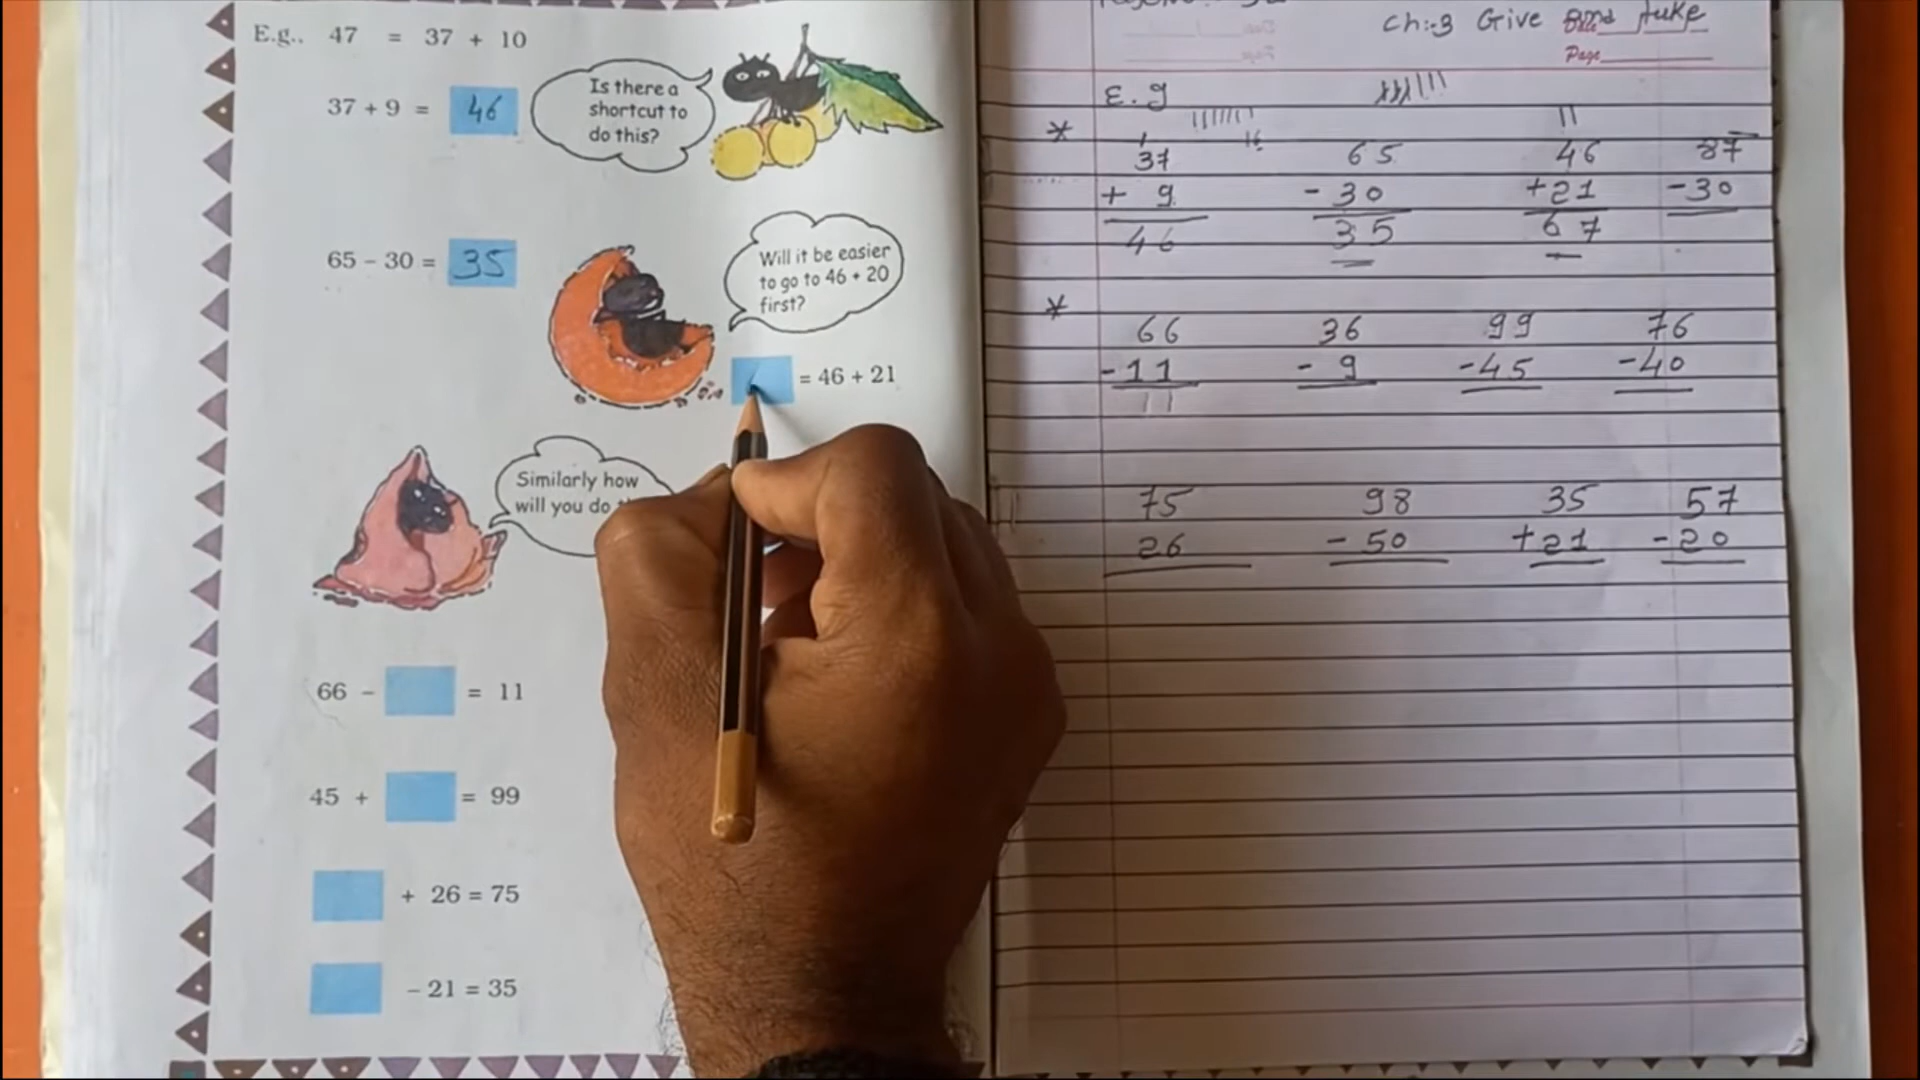 E.g.. 47 = 37 + 10
37 + 9 = 46
Is there a
shortcut to
do this?
65 – 30 = 35
Will it be easier
to go to 46 + 20
first?
= 46 + 21
Similarly how
will you do
66 – = 11
45 + = 99
+ 26 = 75
– 21 = 35
Ch:-3 Give and take
Page
E.g
37 65 46 87
+ 9 - 30 +21 -30
46 35 67
66 36 99 76
-11 - 9 -45 -40
11
75 98 35 57
26 - 50 +21 -20